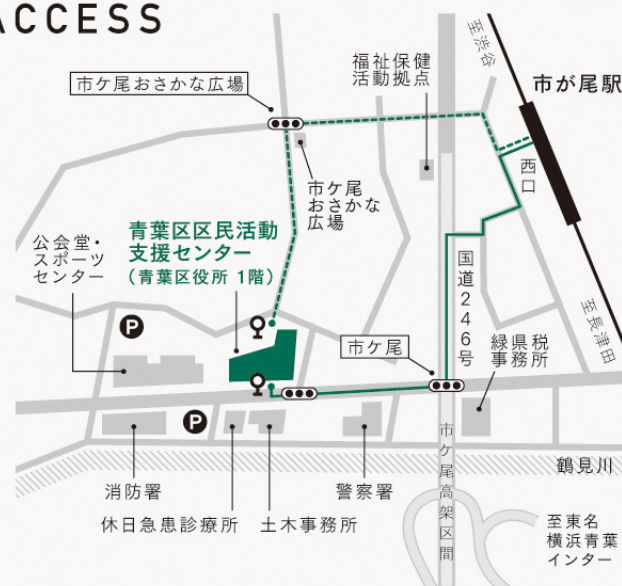 ACCESS
至渋谷
市ケ尾おさかな広場
福祉保健
活動拠点
市が尾駅
西口
市ケ尾
おさかな
広場
青葉区区民活動
支援センター
(青葉区役所 1階)
公会堂・
スポーツ
センター
P
国道246号
至長津田
市ケ尾
緑県税
事務所
P
市ケ尾高架区間
鶴見川
消防署
警察署
休日急患診療所
土木事務所
至東名
横浜青葉
インター